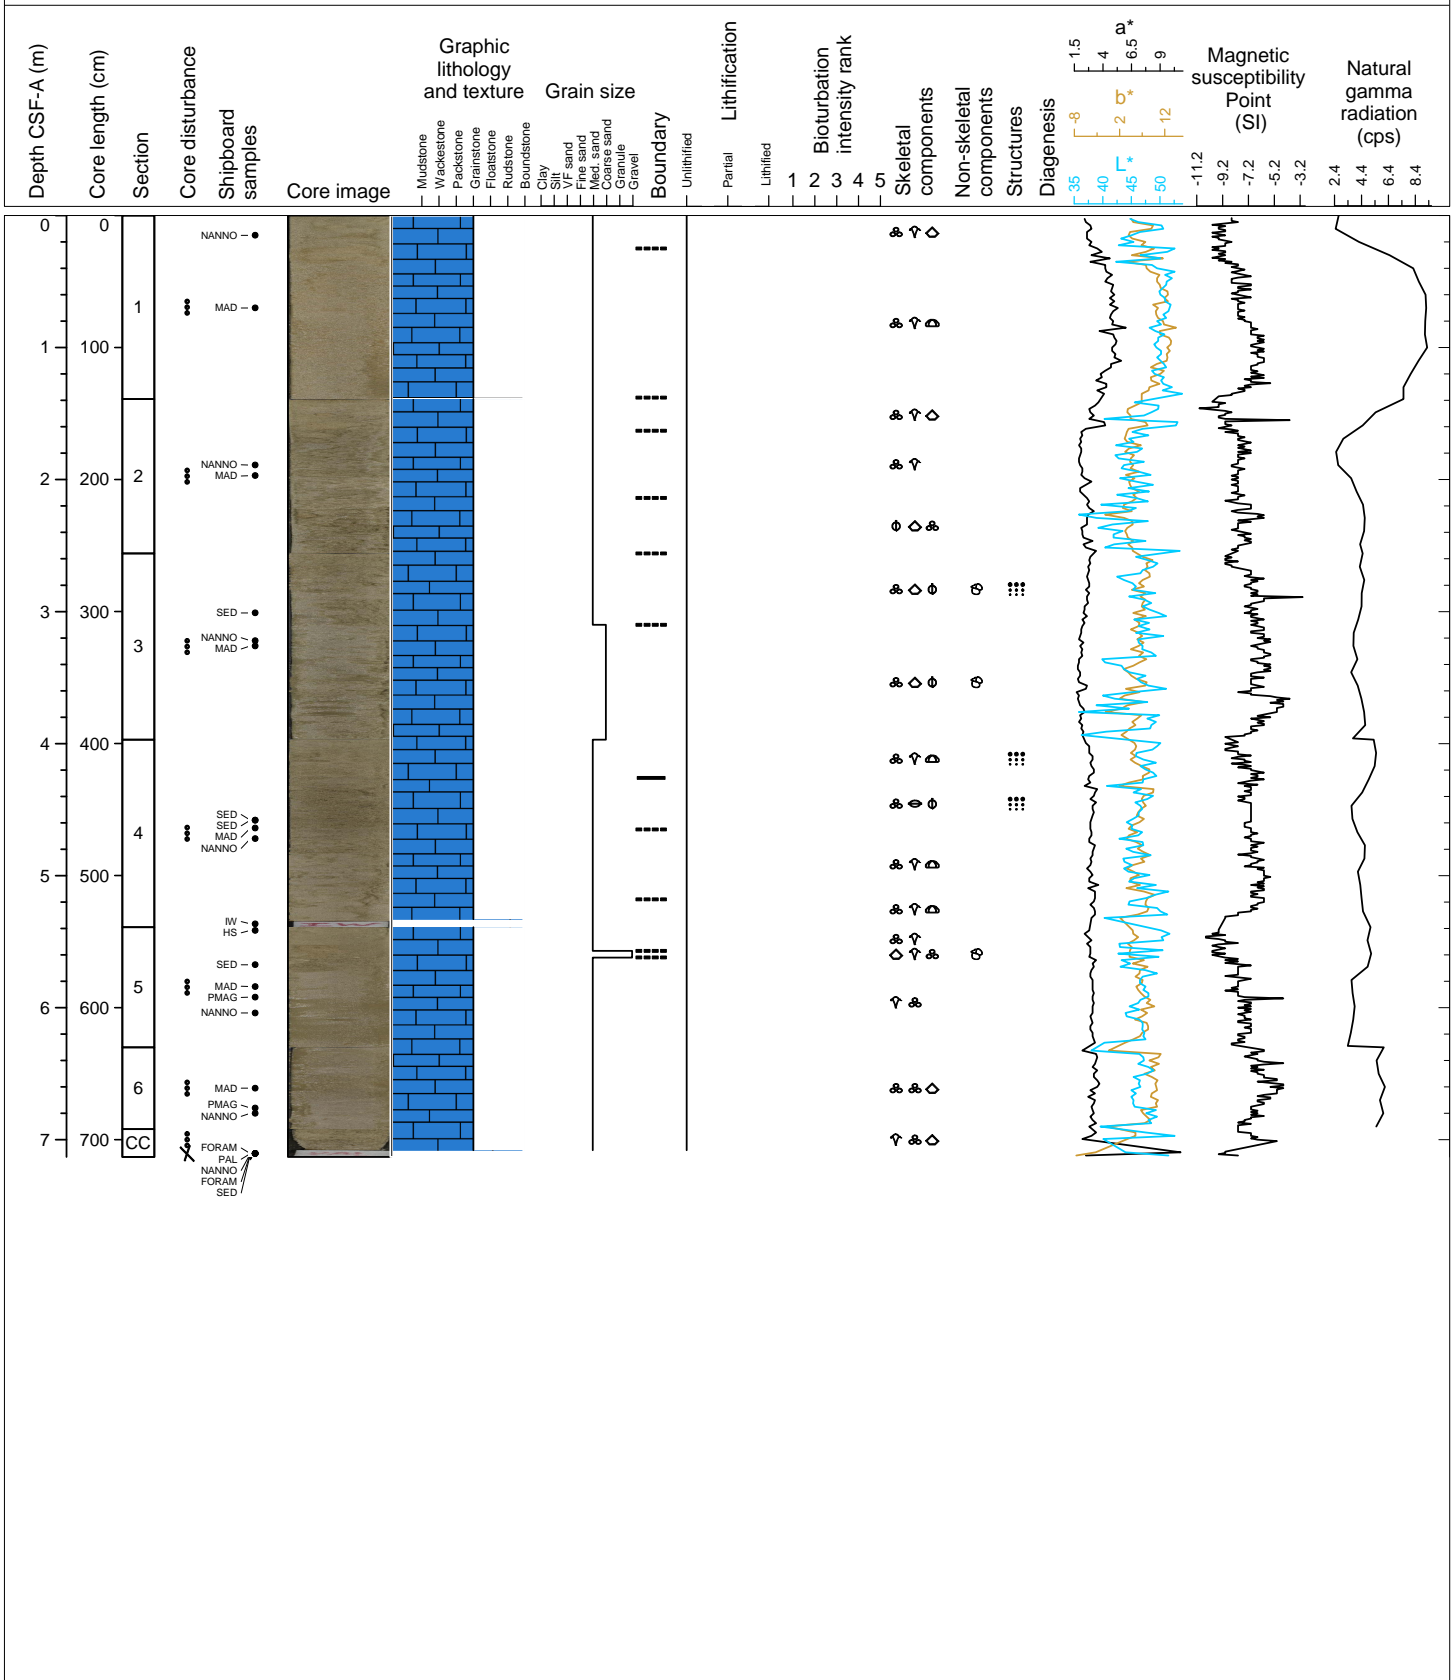 Depth CSF-A (m)
Core length (cm)
Section
Core disturbance
Shipboard
samples
Core image
Graphic
lithology
and texture
Mudstone
Wackestone
Packstone
Grainstone
Floatstone
Rudstone
Boundstone
Grain size
Clay
Silt
VF sand
Fine sand
Med. sand
Coarse sand
Granule
Gravel
Boundary
Lithification
Unlithified
Partial
Lithified
Bioturbation
intensity rank
1 2 3 4 5
Skeletal
components
Non-skeletal
components
Structures
Diagenesis
a*
1.5 4 6.5 9
b*
-8 2 12
L*
35 40 45 50
Magnetic
susceptibility
Point
(SI)
-11.2 -9.2 -7.2 -5.2 -3.2
Natural
gamma
radiation
(cps)
2.4 4.4 6.4 8.4
0 0
NANNO
1
MAD
1 100
NANNO
2 200
2
MAD
SED
3 300
NANNO
3
MAD
4 400
SED
SED
4
MAD
NANNO
5 500
IW
HS
SED
5
MAD
PMAG
6 600
NANNO
6
MAD
PMAG
NANNO
7 700
CC
FORAM
PAL
NANNO
FORAM
SED